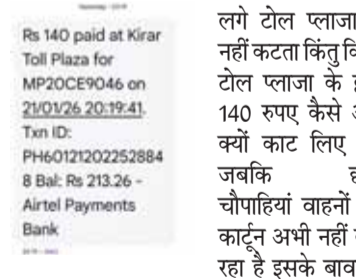 Rs 140 paid at Kirar
Toll Plaza for
MP20CE9046 on
21/01/26 20:19:41.
Txn ID:
PH60121202252884
8 Bal: Rs 213.26 -
Airtel Payments
Bank
लगे टोल प्लाजा
नहीं कटता किंतु
टोल प्लाजा के
140 रुपए कैसे
क्यों काट लिए
जबकि
चौपाहियां वाहनों
कार्टून अभी नहीं
रहा है इसके